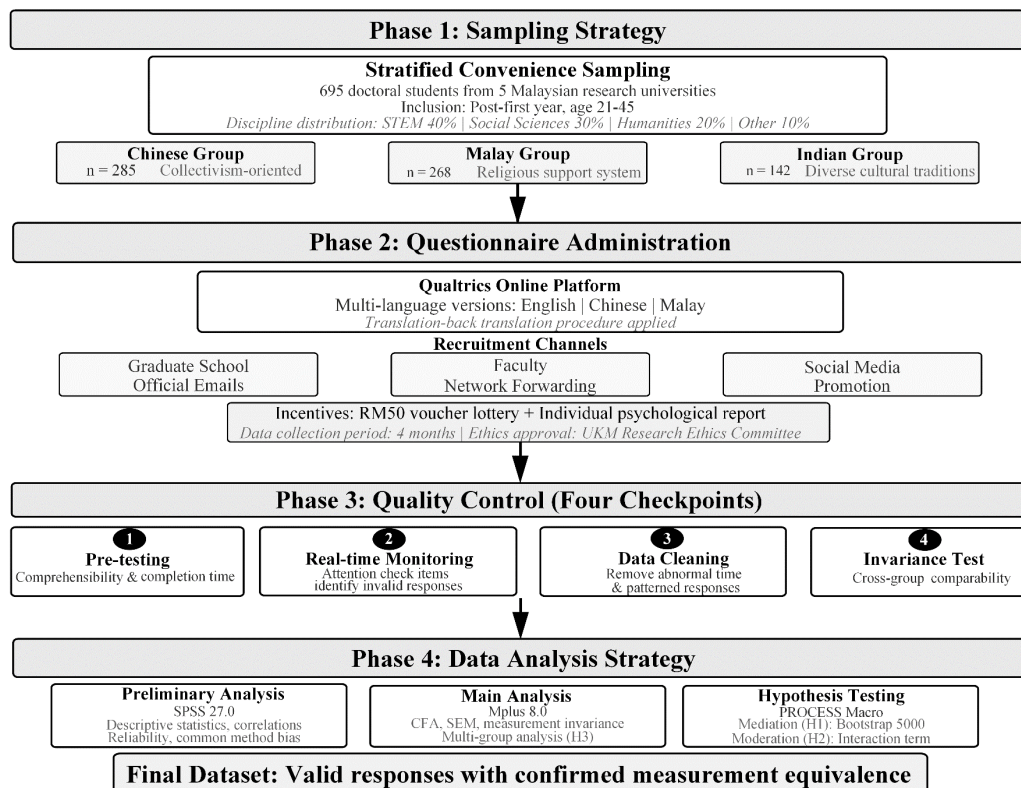 Phase 1: Sampling Strategy
Stratified Convenience Sampling
695 doctoral students from 5 Malaysian research universities
Inclusion: Post-first year, age 21-45
Discipline distribution: STEM 40% | Social Sciences 30% | Humanities 20% | Other 10%
Chinese Group
n = 285 Collectivism-oriented
Malay Group
n = 268 Religious support system
Indian Group
n = 142 Diverse cultural traditions
Phase 2: Questionnaire Administration
Qualtrics Online Platform
Multi-language versions: English | Chinese | Malay
Translation-back translation procedure applied
Recruitment Channels
Graduate School
Official Emails
Faculty
Network Forwarding
Social Media
Promotion
Incentives: RM50 voucher lottery + Individual psychological report
Data collection period: 4 months | Ethics approval: UKM Research Ethics Committee
Phase 3: Quality Control (Four Checkpoints)
1
Pre-testing
Comprehensibility & completion time
2
Real-time Monitoring
Attention check items
identify invalid responses
3
Data Cleaning
Remove abnormal time
& patterned responses
4
Invariance Test
Cross-group comparability
Phase 4: Data Analysis Strategy
Preliminary Analysis
SPSS 27.0
Descriptive statistics, correlations
Reliability, common method bias
Main Analysis
Mplus 8.0
CFA, SEM, measurement invariance
Multi-group analysis (H3)
Hypothesis Testing
PROCESS Macro
Mediation (H1): Bootstrap 5000
Moderation (H2): Interaction term
Final Dataset: Valid responses with confirmed measurement equivalence